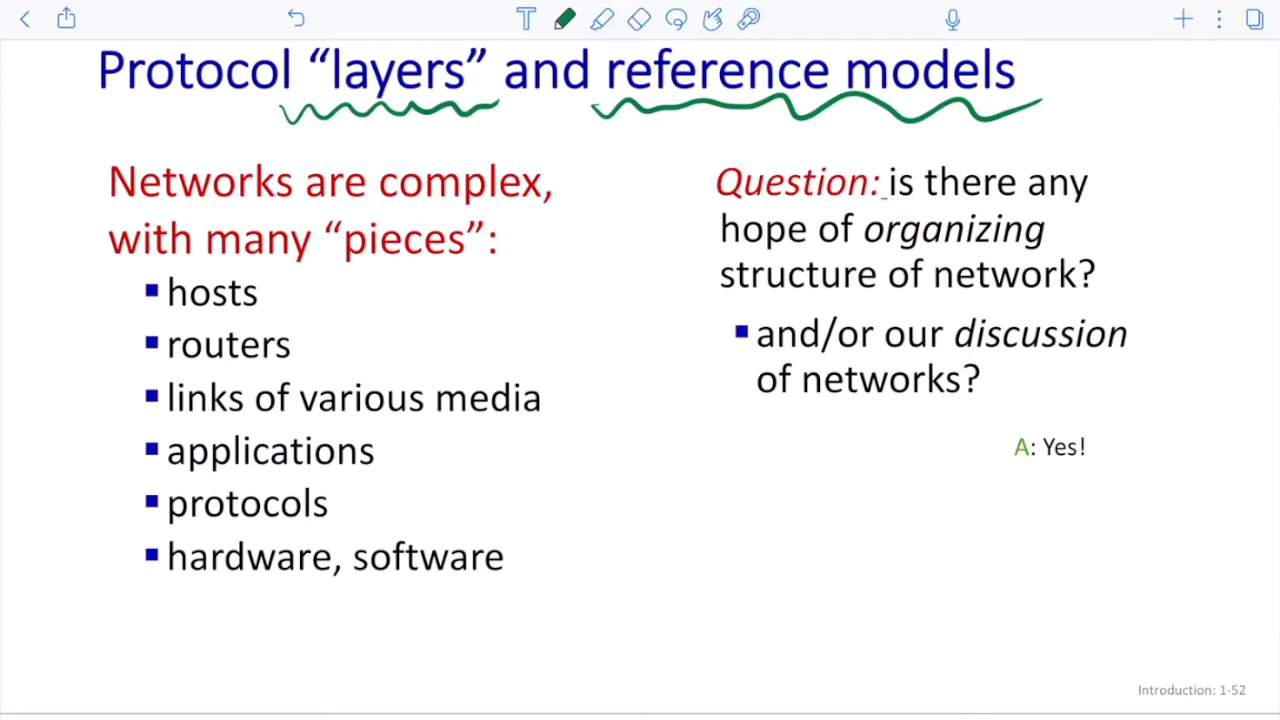 Protocol “layers” and reference models
Networks are complex,
with many “pieces”:
▪ hosts
▪ routers
▪ links of various media
▪ applications
▪ protocols
▪ hardware, software
Question: is there any
hope of organizing
structure of network?
▪ and/or our discussion
of networks?
A: Yes!
Introduction: 1-52